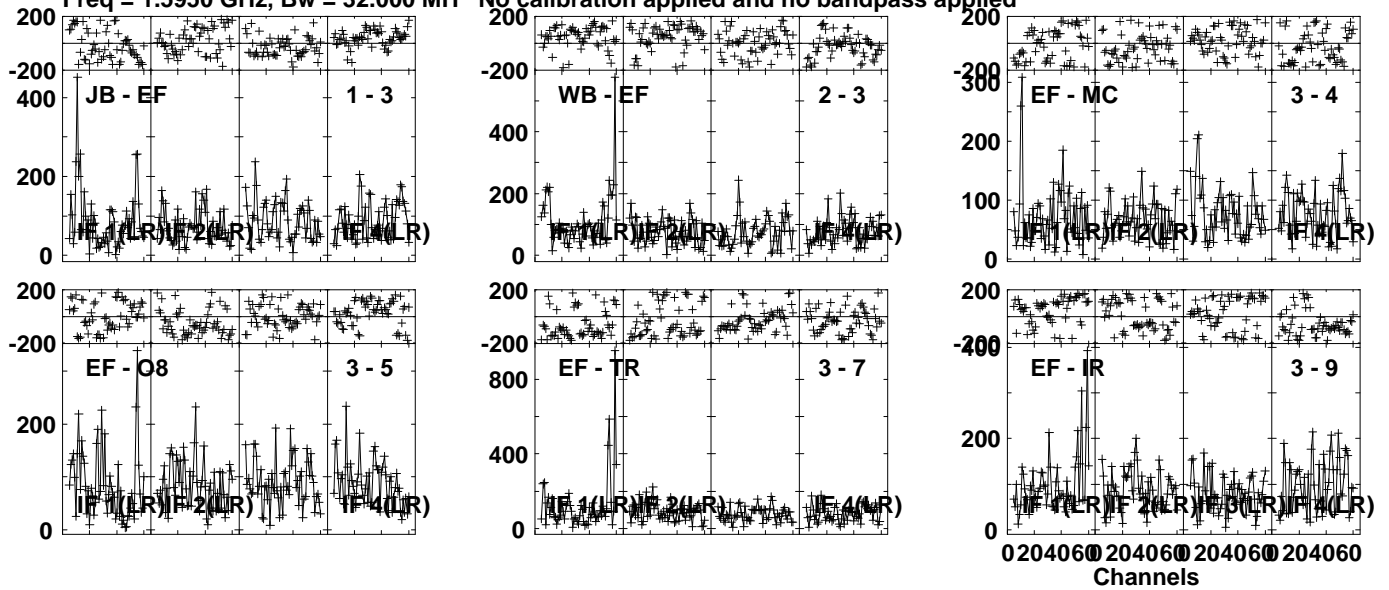 Freq = 1.5950 GHz, Bw = 32.000 MH No calibration applied and no bandpass applied
200
-200
400
200
0
JB - EF
1 - 3
IF 1(LR)
IF 2(LR)
IF 4(LR)
200
-200
400
200
0
WB - EF
2 - 3
IF 1(LR)
IF 2(LR)
IF 4(LR)
200
-200
300
200
100
0
EF - MC
3 - 4
IF 1(LR)
IF 2(LR)
IF 4(LR)
200
-200
200
0
EF - O8
3 - 5
IF 1(LR)
IF 2(LR)
IF 4(LR)
200
-200
800
400
0
EF - TR
3 - 7
IF 1(LR)
IF 2(LR)
IF 4(LR)
200
-200
400
200
0
EF - IR
3 - 9
IF 1(LR)
IF 2(LR)
IF 3(LR)
IF 4(LR)
0 20 40 60 0 20 40 60 0 20 40 60 0 20 40 60
Channels